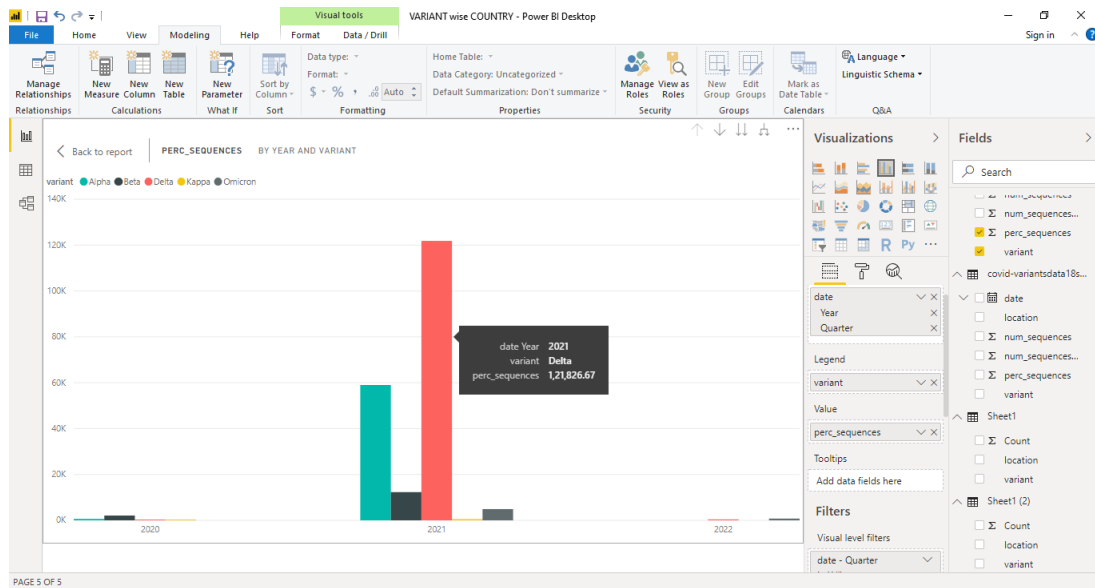 Visual tools
VARIANT wise COUNTRY - Power BI Desktop
File Home View Modeling Help Format Data / Drill
Sign in
Manage Relationships
New Measure
New Column
New Table
New Parameter
Sort by Column
Data type:
Format:
$ % , .00 Auto
Home Table:
Data Category: Uncategorized
Default Summarization: Don't summarize
Manage Roles
View as Roles
New Group
Edit Groups
Mark as Date Table
Language
Linguistic Schema
Relationships Calculations What If Sort Formatting Properties Security Groups Calendars Q&A
Back to report
PERC_SEQUENCES BY YEAR AND VARIANT
variant Alpha Beta Delta Kappa Omicron
140K
120K
100K
80K
60K
40K
20K
0K
2020 2021 2022
date Year 2021
variant Delta
perc_sequences 1,21,826.67
Visualizations
R Py ...
date
Year
Quarter
Legend
variant
Value
perc_sequences
Tooltips
Add data fields here
Filters
Visual level filters
date - Quarter
Fields
Search
Σ num_sequences
Σ num_sequences...
Σ perc_sequences
variant
covid-variantsdata18s...
date
location
Σ num_sequences
Σ num_sequences...
Σ perc_sequences
variant
Sheet1
Σ Count
location
variant
Sheet1 (2)
Σ Count
location
variant
PAGE 5 OF 5